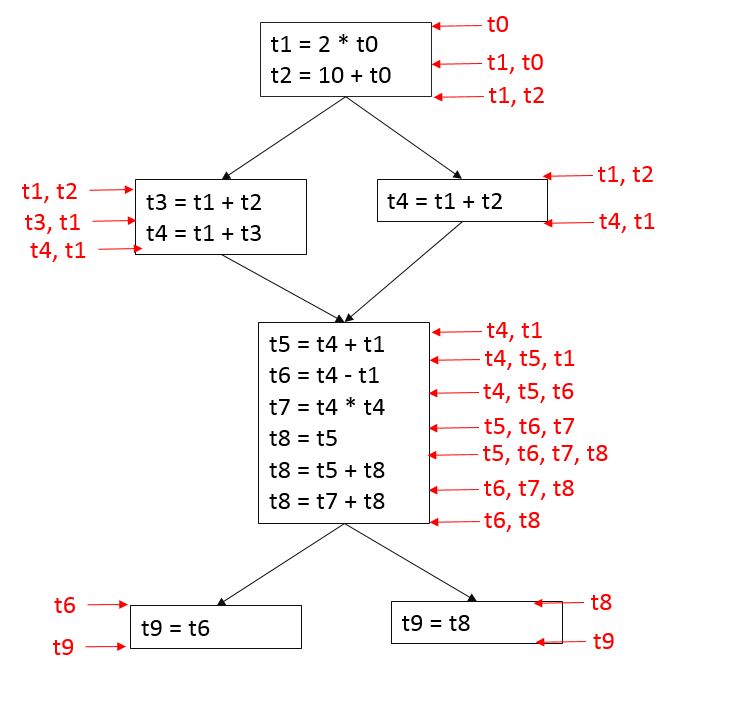 t0
t1 = 2 * t0
t1, t0
t2 = 10 + t0
t1, t2
t1, t2
t3 = t1 + t2
t3, t1
t4 = t1 + t3
t4, t1
t1, t2
t4 = t1 + t2
t4, t1
t4, t1
t5 = t4 + t1
t4, t5, t1
t6 = t4 - t1
t4, t5, t6
t7 = t4 * t4
t5, t6, t7
t8 = t5
t5, t6, t7, t8
t8 = t5 + t8
t6, t7, t8
t8 = t7 + t8
t6, t8
t6
t9 = t6
t9
t8
t9 = t8
t9